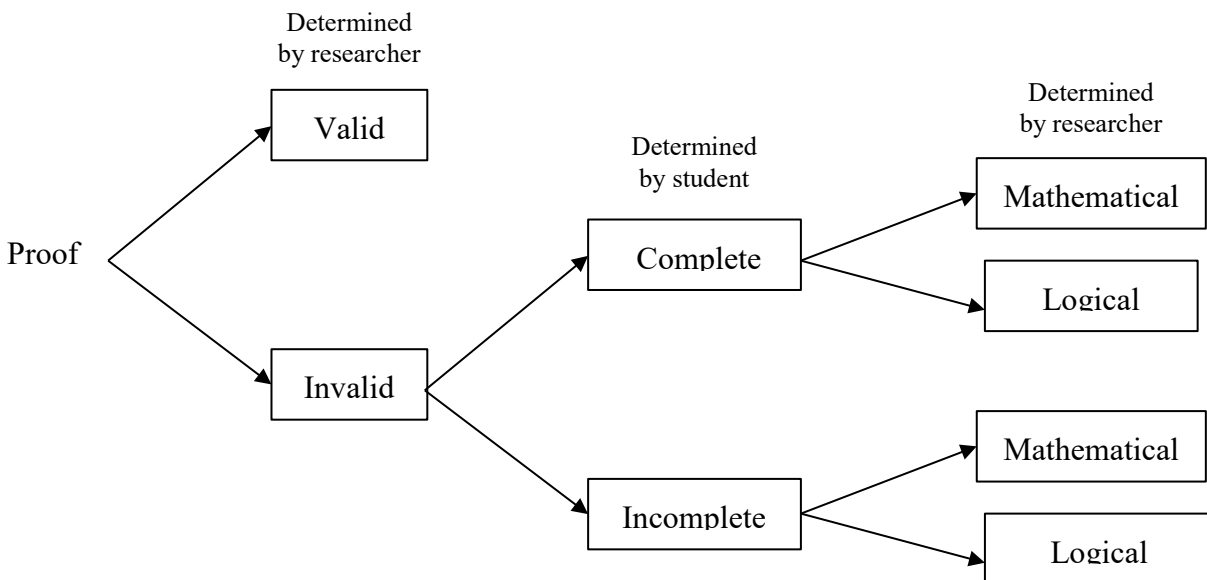 Determined
by researcher
Valid
Determined
by researcher
Determined
by student
Mathematical
Proof
Complete
Logical
Invalid
Mathematical
Incomplete
Logical